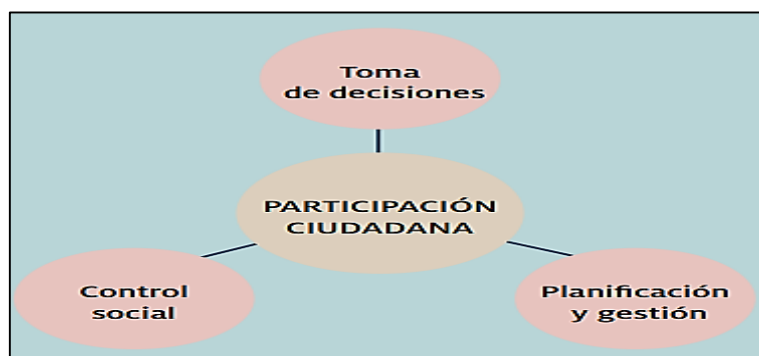 Toma
de decisiones
PARTICIPACIÓN
CIUDADANA
Control
social
Planificación
y gestión